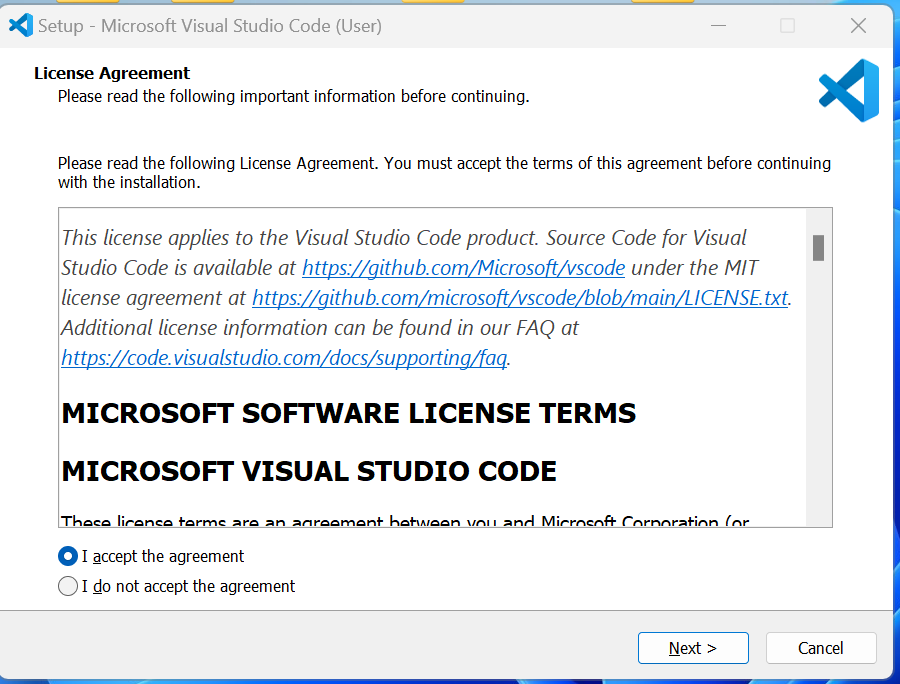 Setup - Microsoft Visual Studio Code (User)
License Agreement
Please read the following important information before continuing.
Please read the following License Agreement. You must accept the terms of this agreement before continuing
with the installation.
This license applies to the Visual Studio Code product. Source Code for Visual
Studio Code is available at https://github.com/Microsoft/vscode under the MIT
license agreement at https://github.com/microsoft/vscode/blob/main/LICENSE.txt.
Additional license information can be found in our FAQ at
https://code.visualstudio.com/docs/supporting/faq.
MICROSOFT SOFTWARE LICENSE TERMS
MICROSOFT VISUAL STUDIO CODE
These license terms are an agreement between you and Microsoft Corporation (or
I accept the agreement
I do not accept the agreement
Next >
Cancel